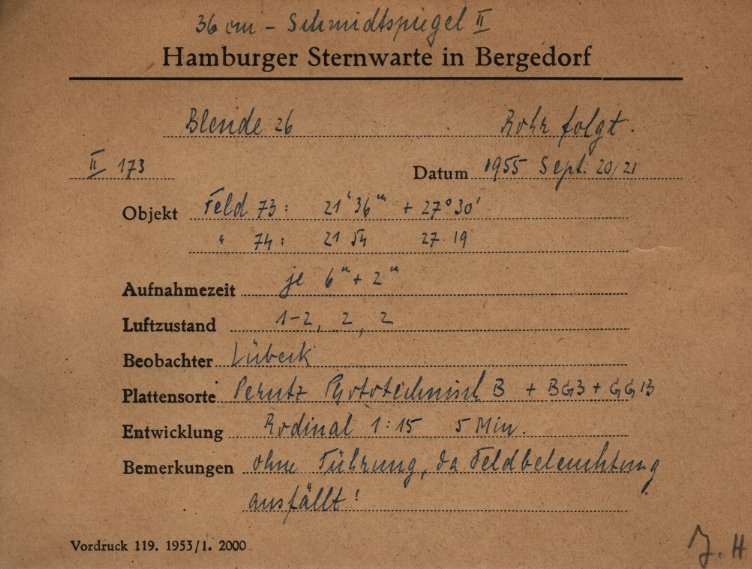 36 cm - Schmidtspiegel II
Hamburger Sternwarte in Bergedorf
Blende 26 Rohr folgt.
II 173 Datum 1955 Sept. 20/21
Objekt Feld 73: 21ʰ36ᵐ +27°30'
" 74: 21 54 27 19
Aufnahmezeit je 6ᵐ + 2ᵐ
Luftzustand 1-2, 2, 2
Beobachter Lübeck
Plattensorte Perutz Phototechnisch B + BG3 + GG13
Entwicklung Rodinal 1:15 5 Min.
Bemerkungen ohne Führung, da Feldbeleuchtung
ausfällt!
Vordruck 119. 1953/1. 2000
J. H